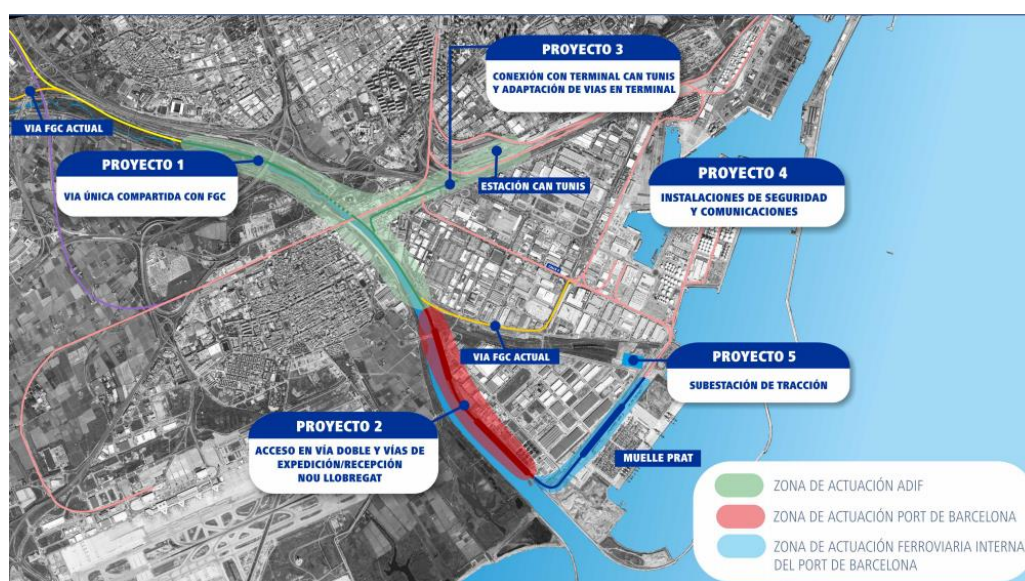 PROYECTO 3
CONEXIÓN CON TERMINAL CAN TUNIS
Y ADAPTACIÓN DE VIAS EN TERMINAL
VIA FGC ACTUAL
PROYECTO 1
VIA ÚNICA COMPARTIDA CON FGC
ESTACIÓN CAN TUNIS
PROYECTO 4
INSTALACIONES DE SEGURIDAD
Y COMUNICACIONES
VIA FGC ACTUAL
PROYECTO 5
SUBESTACIÓN DE TRACCIÓN
PROYECTO 2
ACCESO EN VÍA DOBLE Y VÍAS DE
EXPEDICIÓN/RECEPCIÓN
NOU LLOBREGAT
MUELLE PRAT
ZONA DE ACTUACIÓN ADIF
ZONA DE ACTUACIÓN PORT DE BARCELONA
ZONA DE ACTUACIÓN FERROVIARIA INTERNA
DEL PORT DE BARCELONA